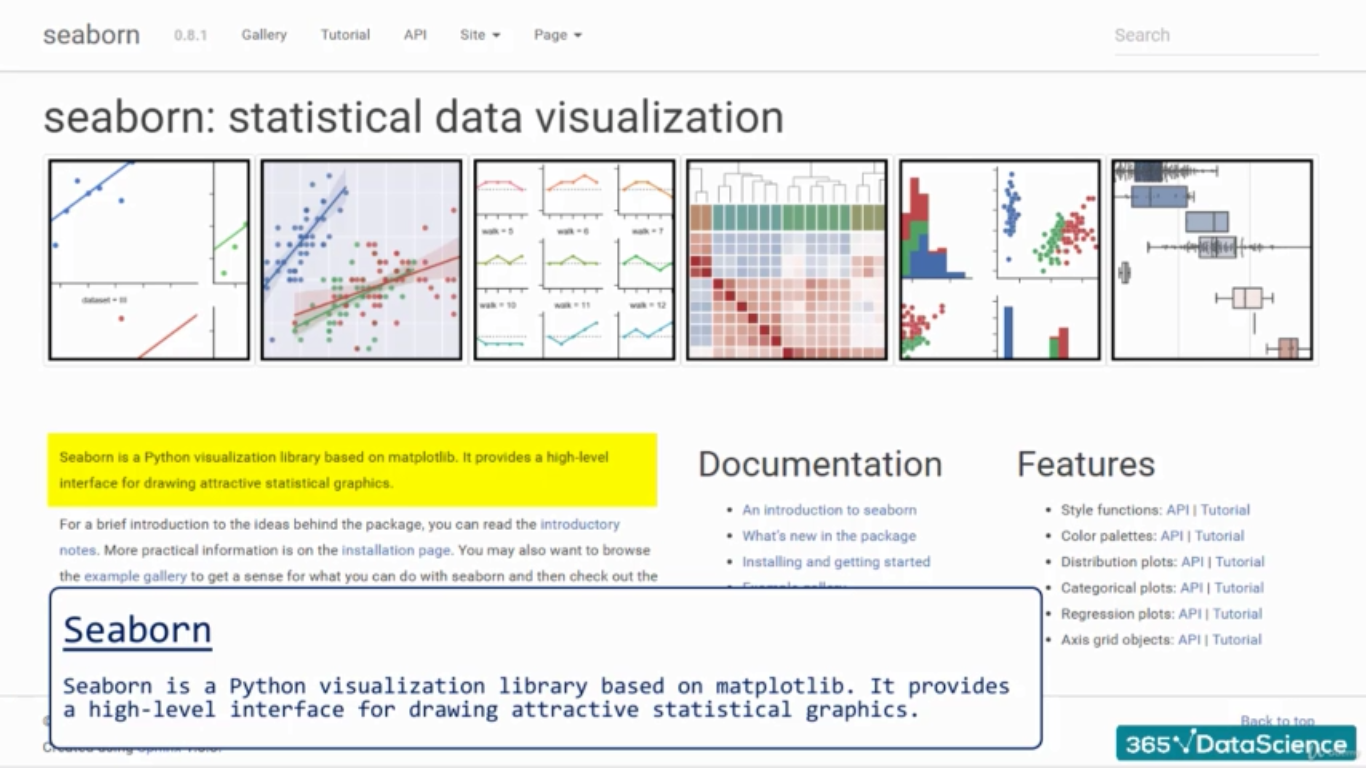 seaborn 0.8.1 Gallery Tutorial API Site Page Search
seaborn: statistical data visualization
dataset = III
walk = 5 walk = 6 walk = 7
walk = 10 walk = 11 walk = 12
Seaborn is a Python visualization library based on matplotlib. It provides a high-level
interface for drawing attractive statistical graphics.
For a brief introduction to the ideas behind the package, you can read the introductory
notes. More practical information is on the installation page. You may also want to browse
the example gallery to get a sense for what you can do with seaborn and then check out the
Documentation
An introduction to seaborn
What's new in the package
Installing and getting started
Example gallery
Features
Style functions: API | Tutorial
Color palettes: API | Tutorial
Distribution plots: API | Tutorial
Categorical plots: API | Tutorial
Regression plots: API | Tutorial
Axis grid objects: API | Tutorial
Seaborn
Seaborn is a Python visualization library based on matplotlib. It provides
a high-level interface for drawing attractive statistical graphics.
Back to top
Created using
365 DataScience